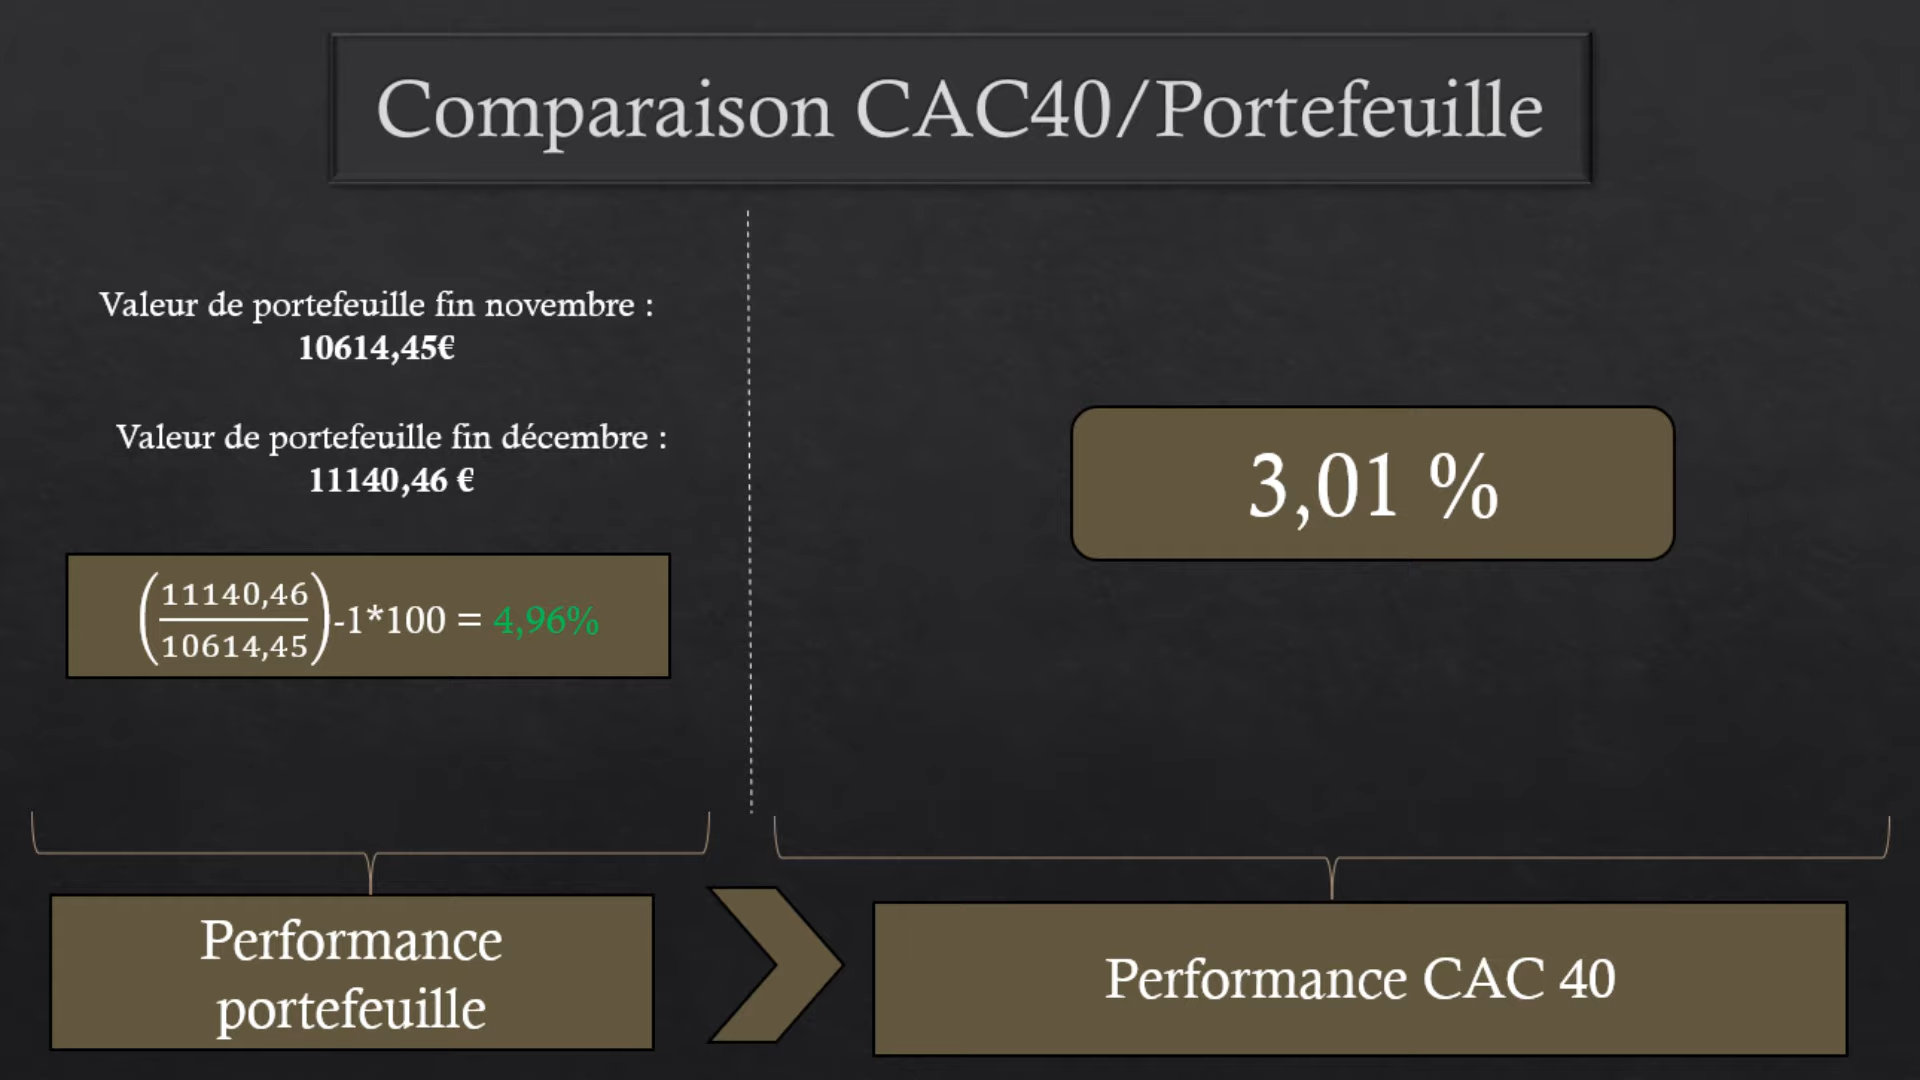 Comparaison CAC40/Portefeuille
Valeur de portefeuille fin novembre :
10614,45€
Valeur de portefeuille fin décembre :
11140,46 €
(11140,46/10614,45)-1*100 = 4,96%
3,01 %
Performance
portefeuille
Performance CAC 40